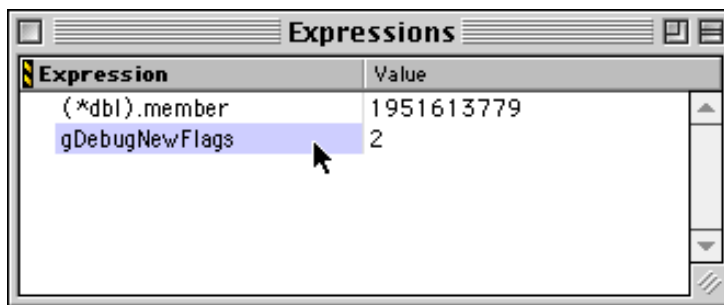 Expressions
Expression Value
(*dbl).member 1951613779
gDebugNewFlags 2